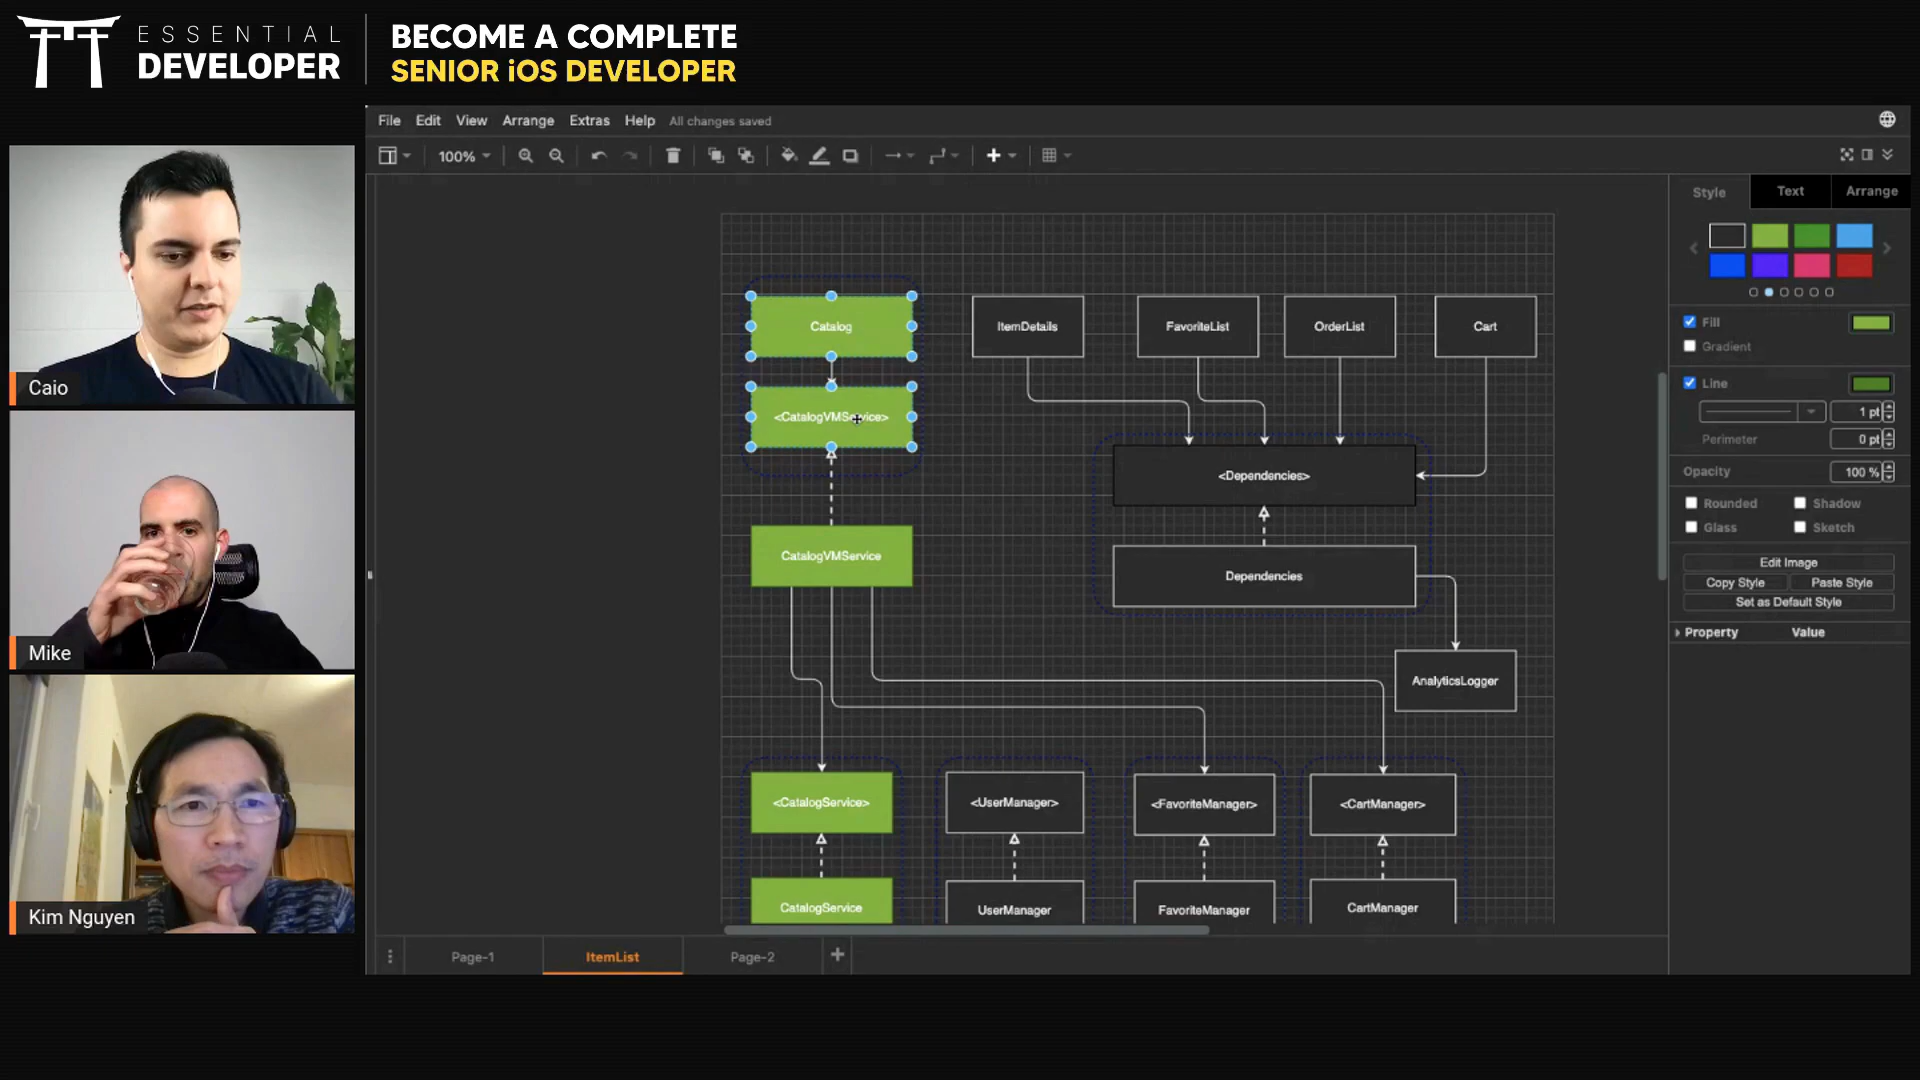 ESSENTIAL
DEVELOPER
BECOME A COMPLETE
SENIOR iOS DEVELOPER
File Edit View Arrange Extras Help All changes saved
100%
Style Text Arrange
Caio
Mike
Kim Nguyen
Catalog
ItemDetails
FavoriteList
OrderList
Cart
<CatalogVMService>
<Dependencies>
CatalogVMService
Dependencies
AnalyticsLogger
<CatalogService>
<UserManager>
<FavoriteManager>
<CartManager>
CatalogService
UserManager
FavoriteManager
CartManager
Fill
Gradient
Line
1 pt
Perimeter 0 pt
Opacity 100 %
Rounded Shadow
Glass Sketch
Edit Image
Copy Style Paste Style
Set as Default Style
Property Value
Page-1 ItemList Page-2